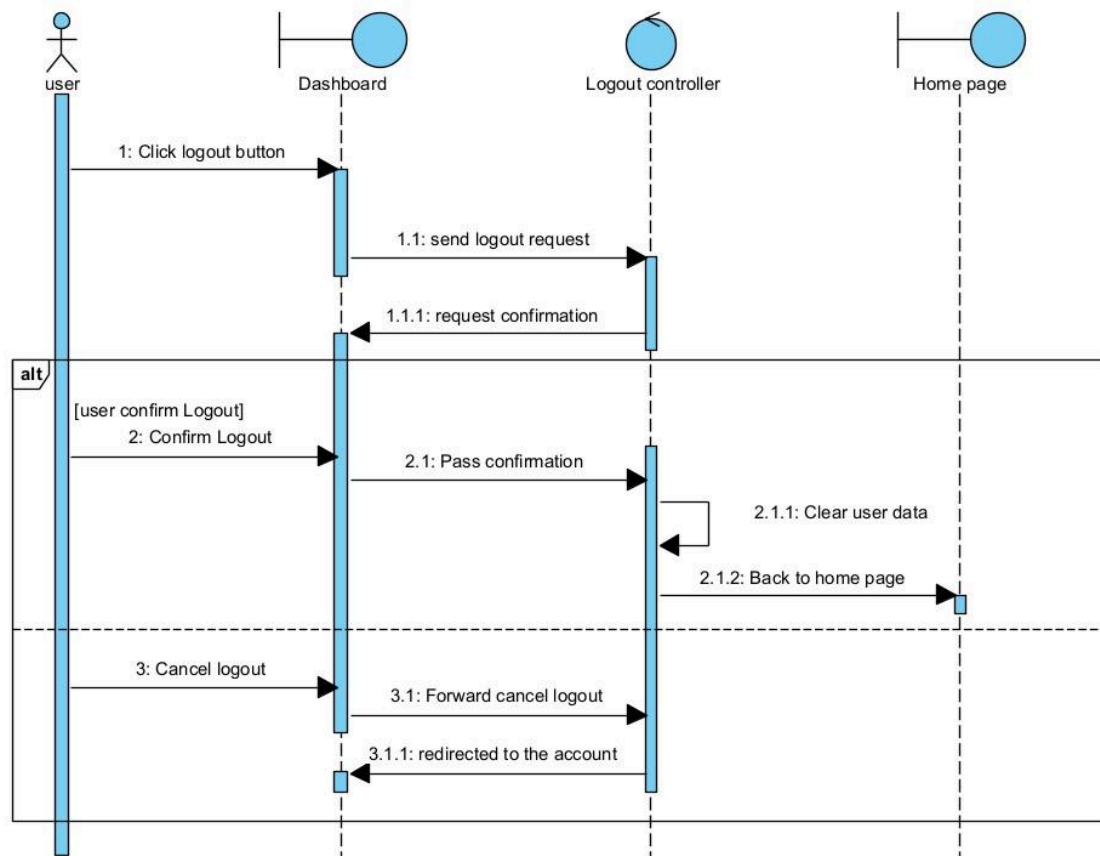 user
Dashboard
Logout controller
Home page
1: Click logout button
1.1: send logout request
1.1.1: request confirmation
alt
[user confirm Logout]
2: Confirm Logout
2.1: Pass confirmation
2.1.1: Clear user data
2.1.2: Back to home page
3: Cancel logout
3.1: Forward cancel logout
3.1.1: redirected to the account